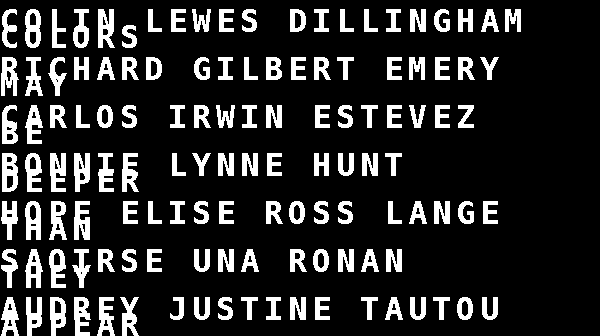 COLIN LEWES DILLINGHAM
COLORS
RICHARD GILBERT EMERY
MAY
CARLOS IRWIN ESTEVEZ
BE
BONNIE LYNNE HUNT
DEEPER
HOPE ELISE ROSS LANGE
THAN
SAOIRSE UNA RONAN
THEY
AUDREY JUSTINE TAUTOU
APPEAR